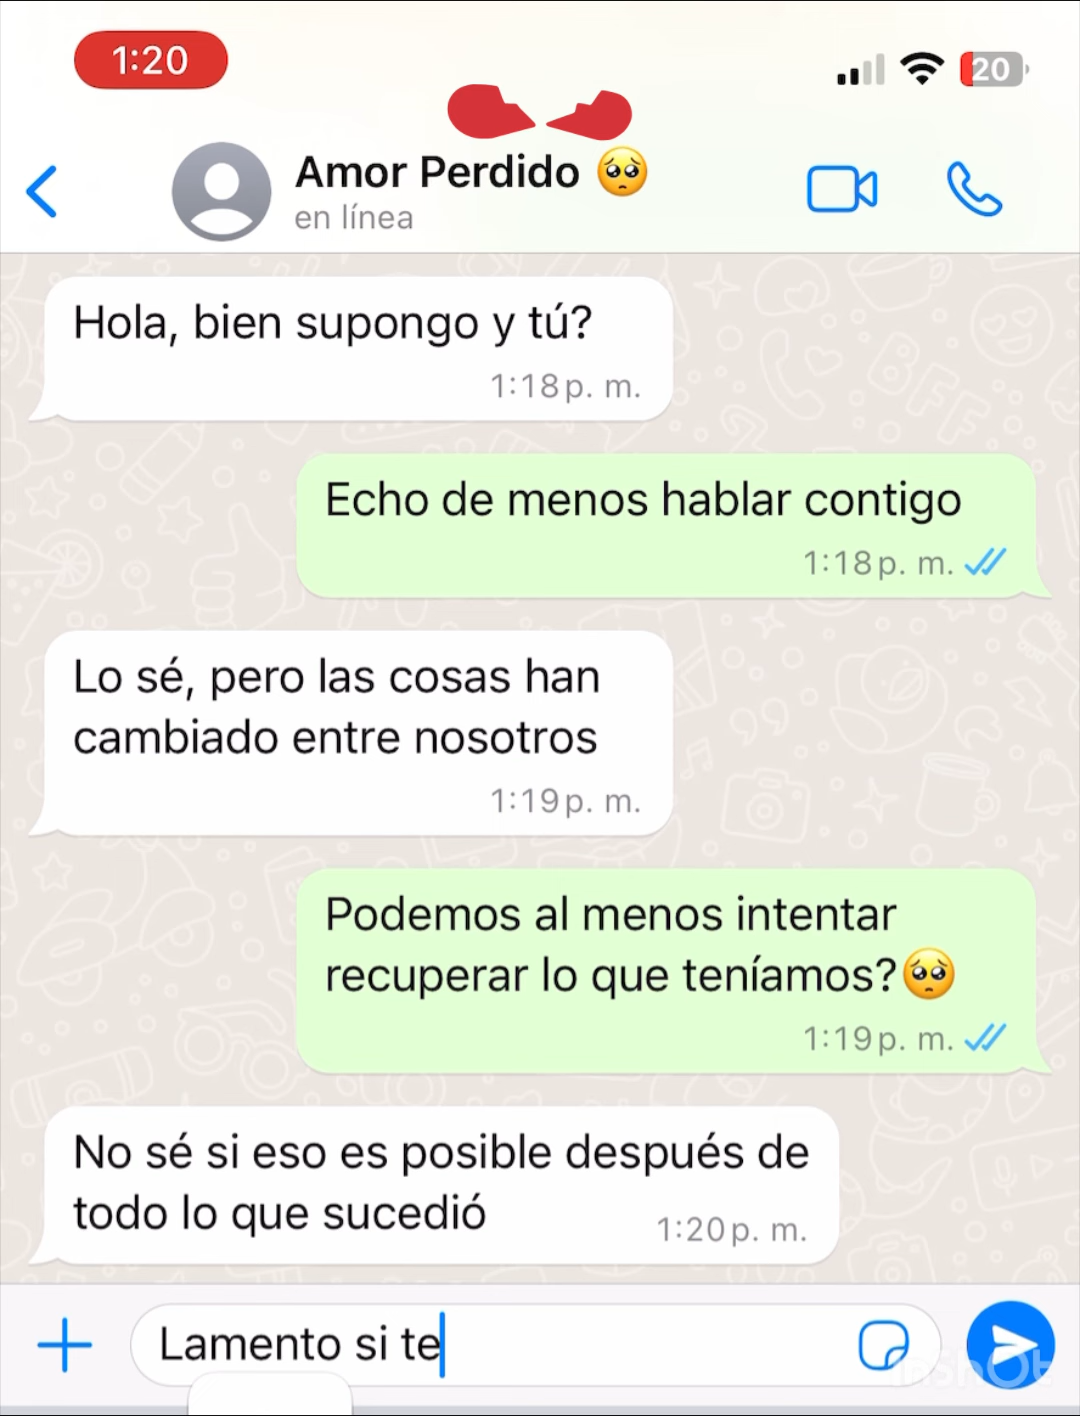 1:20
20
Amor Perdido 🥺
en línea
Hola, bien supongo y tú?
1:18 p. m.
Echo de menos hablar contigo
1:18 p. m.
Lo sé, pero las cosas han
cambiado entre nosotros
1:19 p. m.
Podemos al menos intentar
recuperar lo que teníamos?🥺
1:19 p. m.
No sé si eso es posible después de
todo lo que sucedió
1:20 p. m.
Lamento si te
InShOt